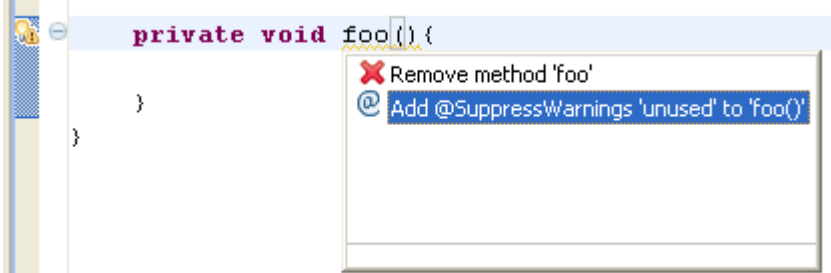 private void foo(){
Remove method 'foo'
@ Add @SuppressWarnings 'unused' to 'foo()'
}
}